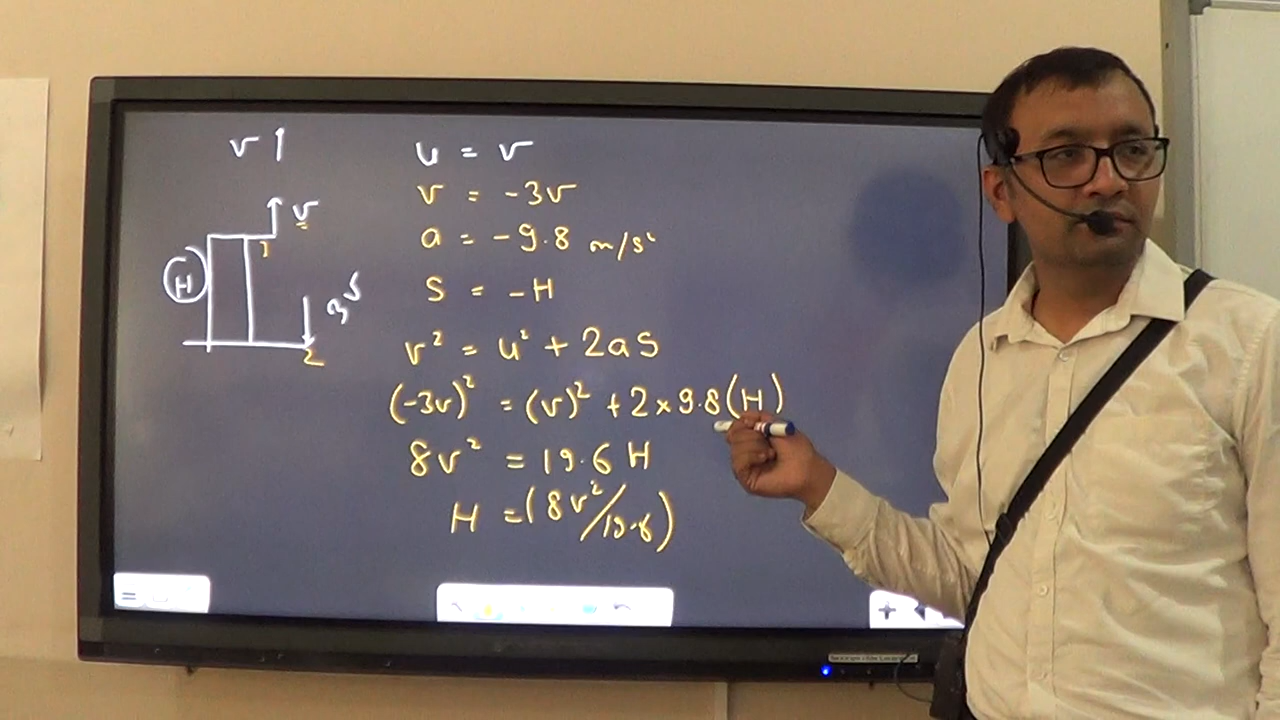 v↑
u = v
v = -3v
v
1
a = -9.8 m/s²
H
s = -H
3v
2
v² = u² + 2as
(-3v)² = (v)² + 2×9.8(H)
8v² = 19.6 H
H = (8v²/19.6)